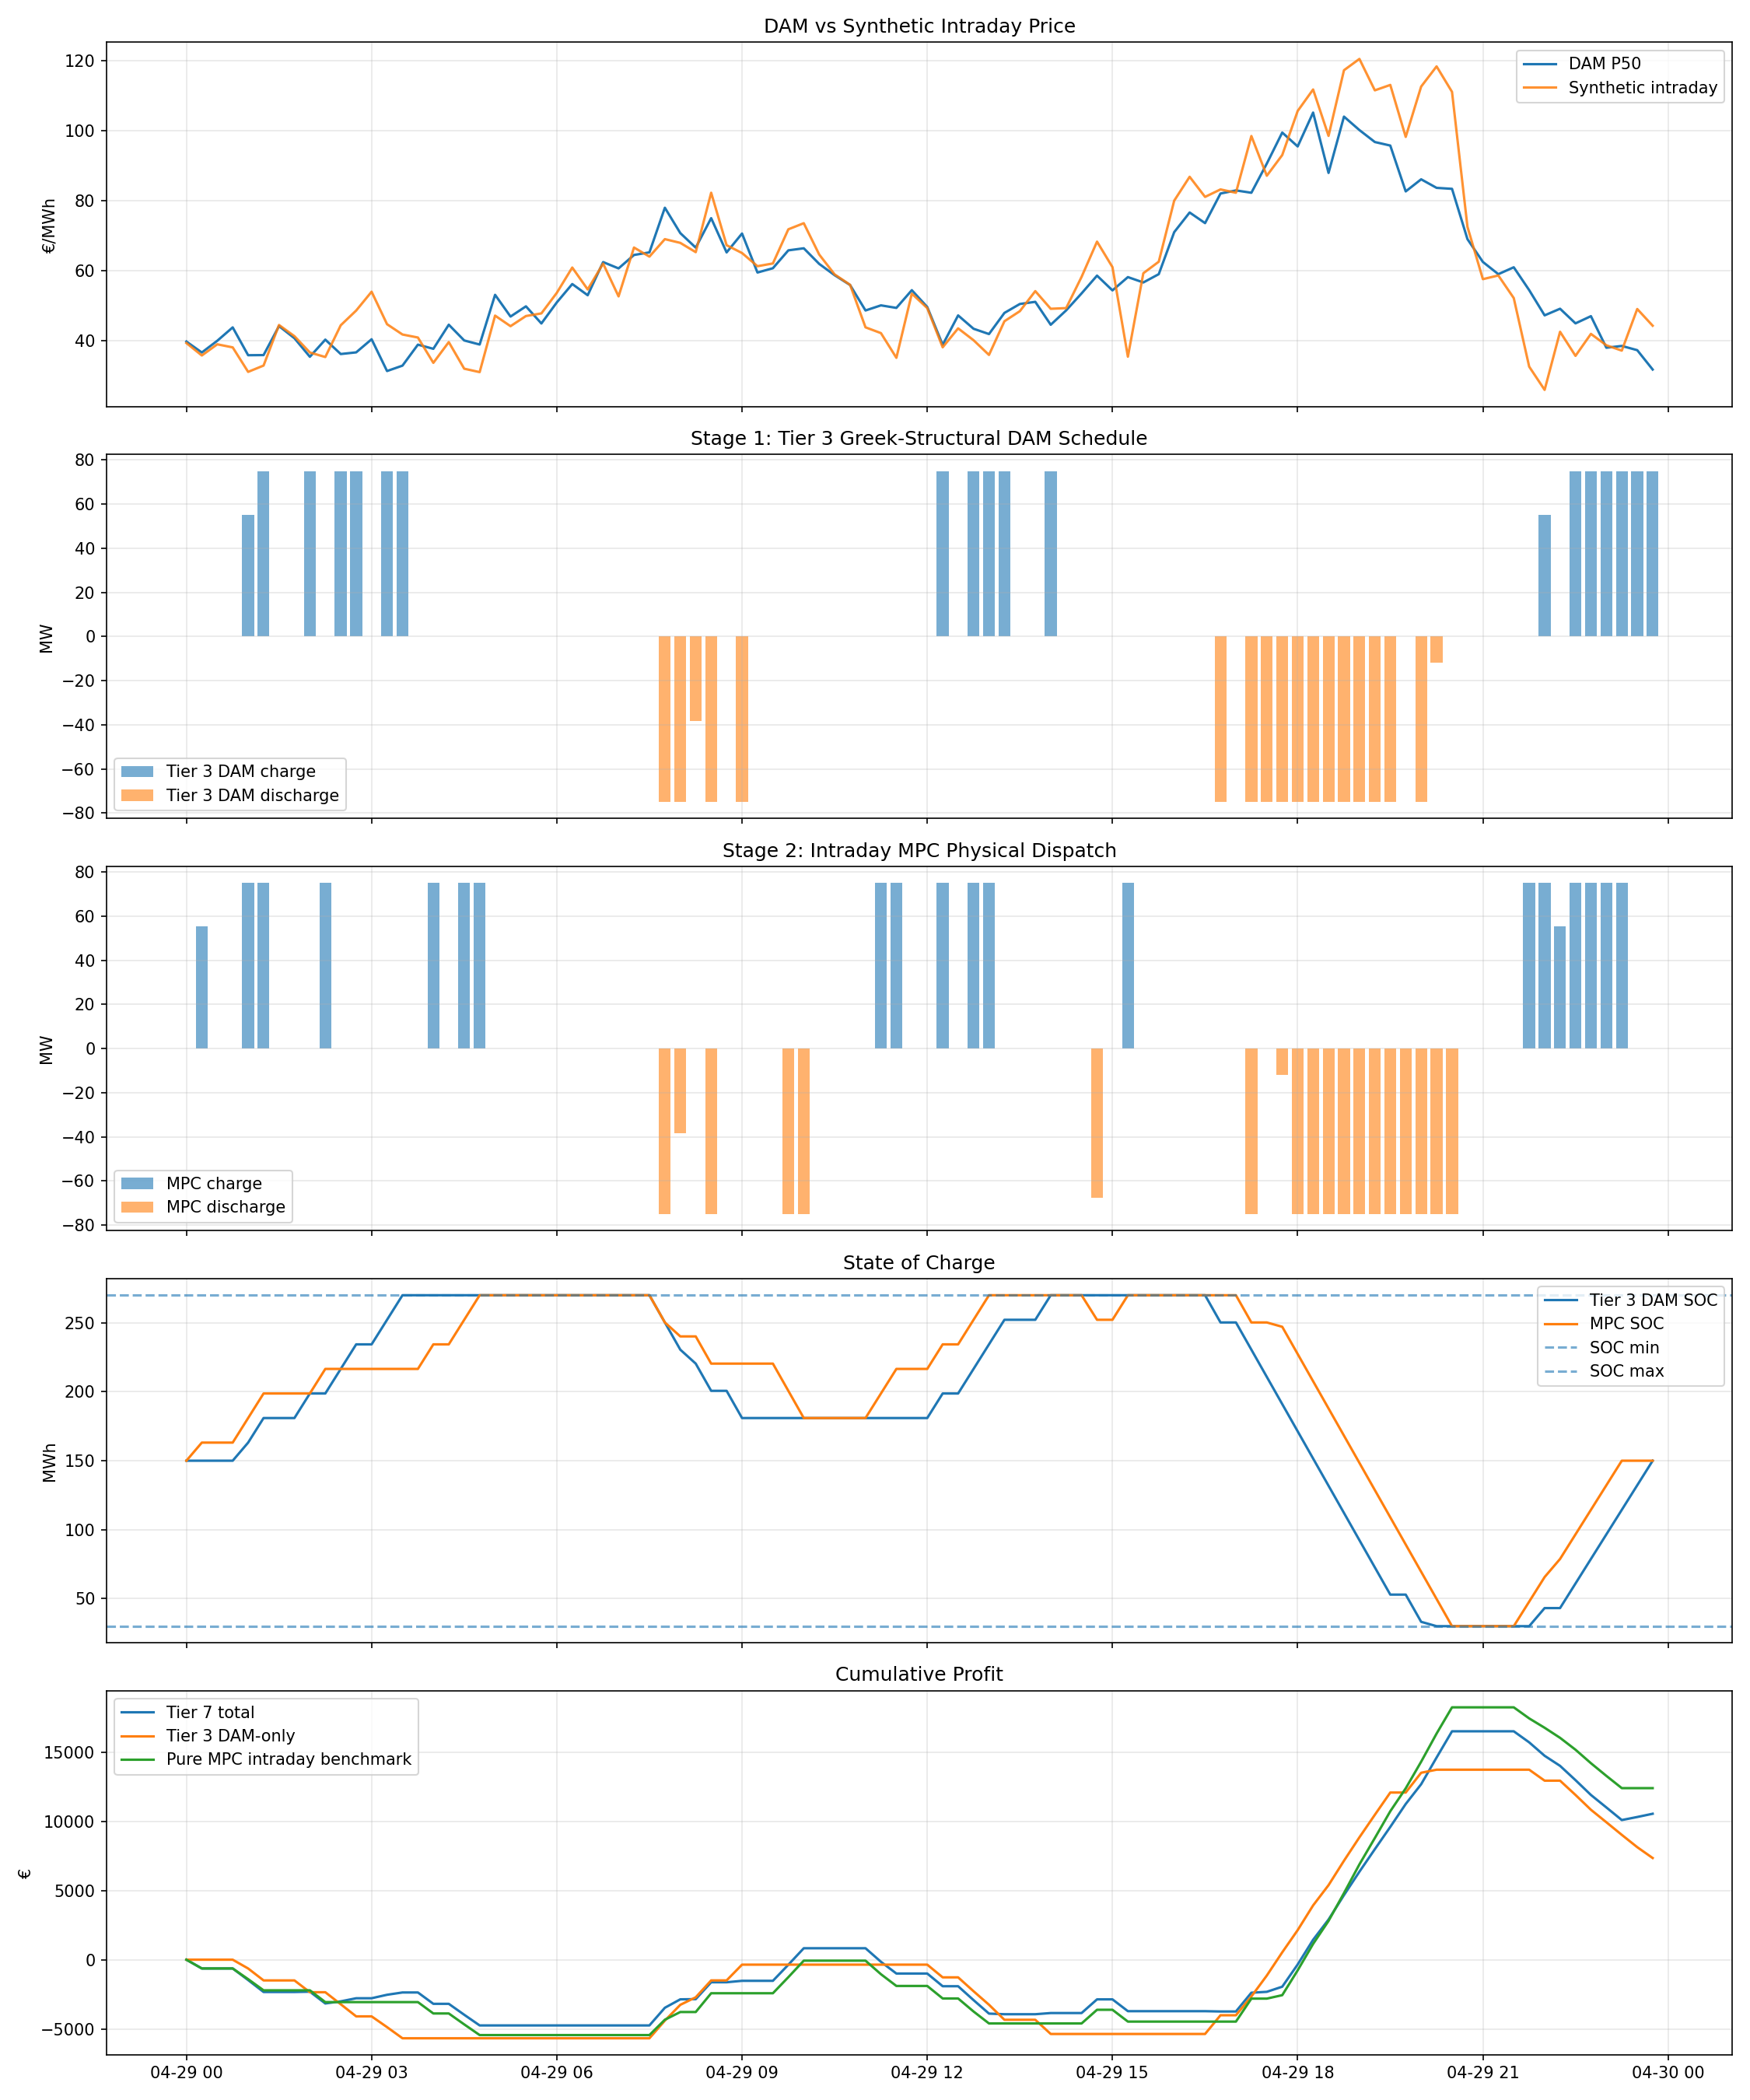 DAM vs Synthetic Intraday Price
€/MWh
120
100
80
60
40
DAM P50
Synthetic intraday
Stage 1: Tier 3 Greek-Structural DAM Schedule
MW
80
60
40
20
0
−20
−40
−60
−80
Tier 3 DAM charge
Tier 3 DAM discharge
Stage 2: Intraday MPC Physical Dispatch
MW
80
60
40
20
0
−20
−40
−60
−80
MPC charge
MPC discharge
State of Charge
MWh
250
200
150
100
50
Tier 3 DAM SOC
MPC SOC
SOC min
SOC max
Cumulative Profit
€
15000
10000
5000
0
−5000
Tier 7 total
Tier 3 DAM-only
Pure MPC intraday benchmark
04-29 00 04-29 03 04-29 06 04-29 09 04-29 12 04-29 15 04-29 18 04-29 21 04-30 00